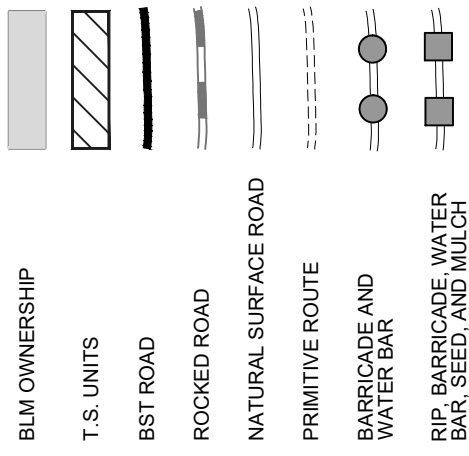 BLM OWNERSHIP
T.S. UNITS
BST ROAD
ROCKED ROAD
NATURAL SURFACE ROAD
PRIMITIVE ROUTE
BARRICADE AND
WATER BAR
RIP, BARRICADE, WATER
BAR, SEED, AND MULCH